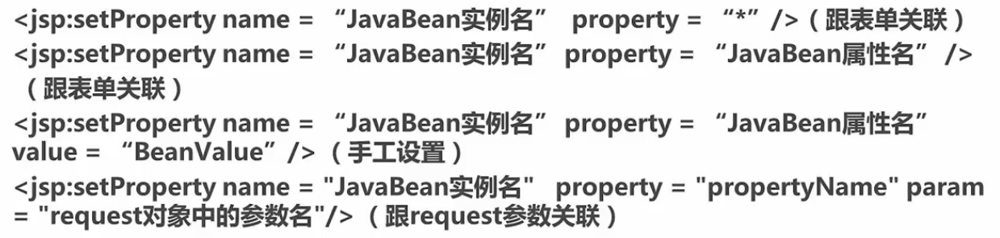 <jsp:setProperty name = “JavaBean实例名” property = “*” />(跟表单关联)
<jsp:setProperty name = “JavaBean实例名” property = “JavaBean属性名” />
(跟表单关联)
<jsp:setProperty name = “JavaBean实例名” property = “JavaBean属性名”
value = “BeanValue” />(手工设置)
<jsp:setProperty name = "JavaBean实例名" property = "propertyName" param
= "request对象中的参数名"/>(跟request参数关联)